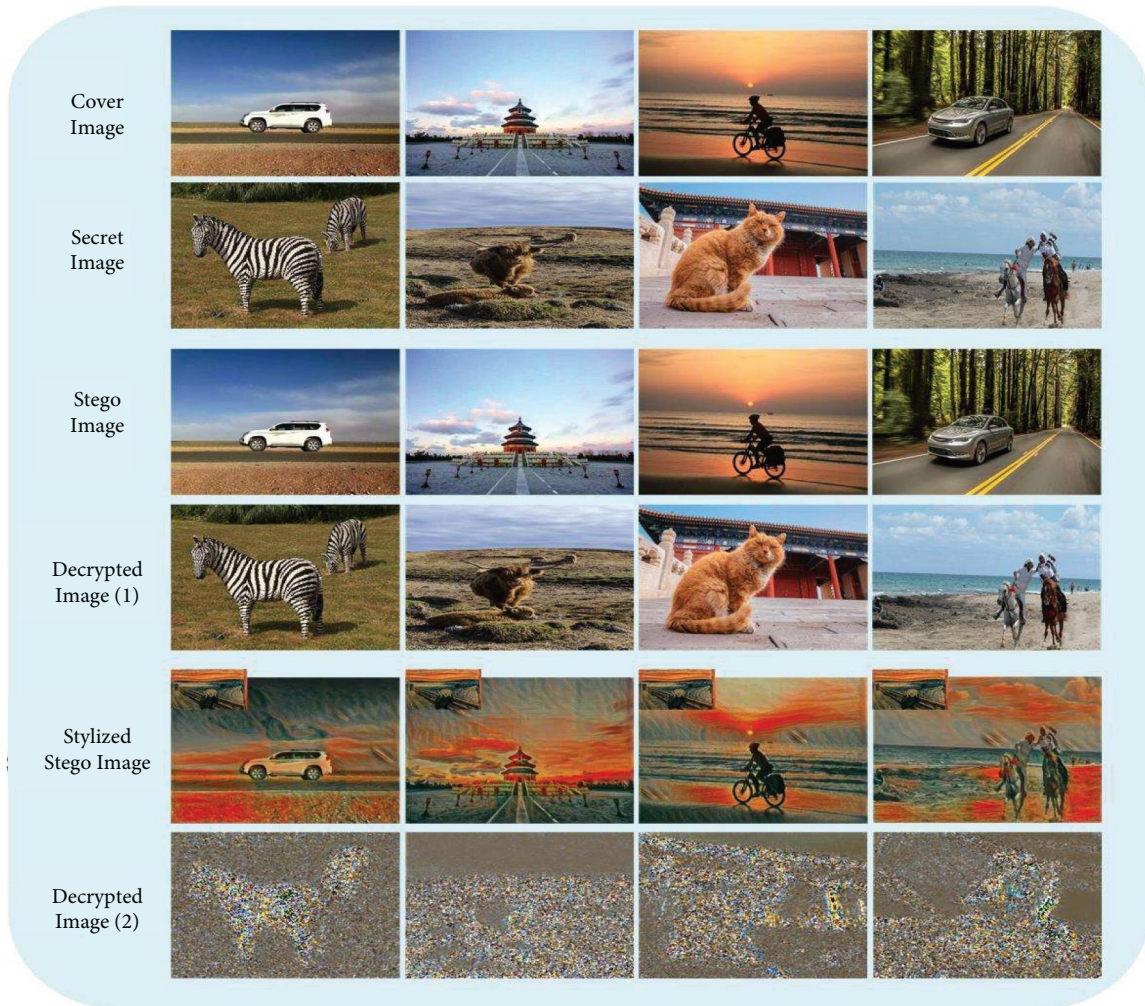 Cover
Image
Secret
Image
Stego
Image
Decrypted
Image (1)
Stylized
Stego Image
Decrypted
Image (2)